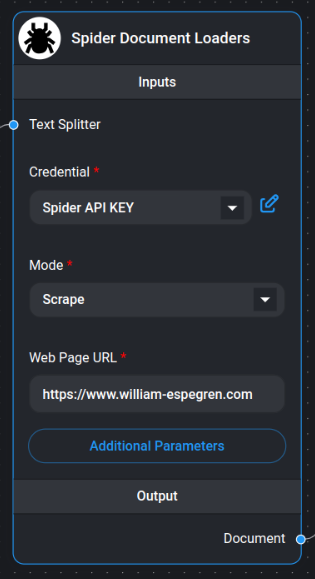 Spider Document Loaders
Inputs
Text Splitter
Credential *
Spider API KEY
Mode *
Scrape
Web Page URL *
https://www.william-espegren.com
Additional Parameters
Output
Document